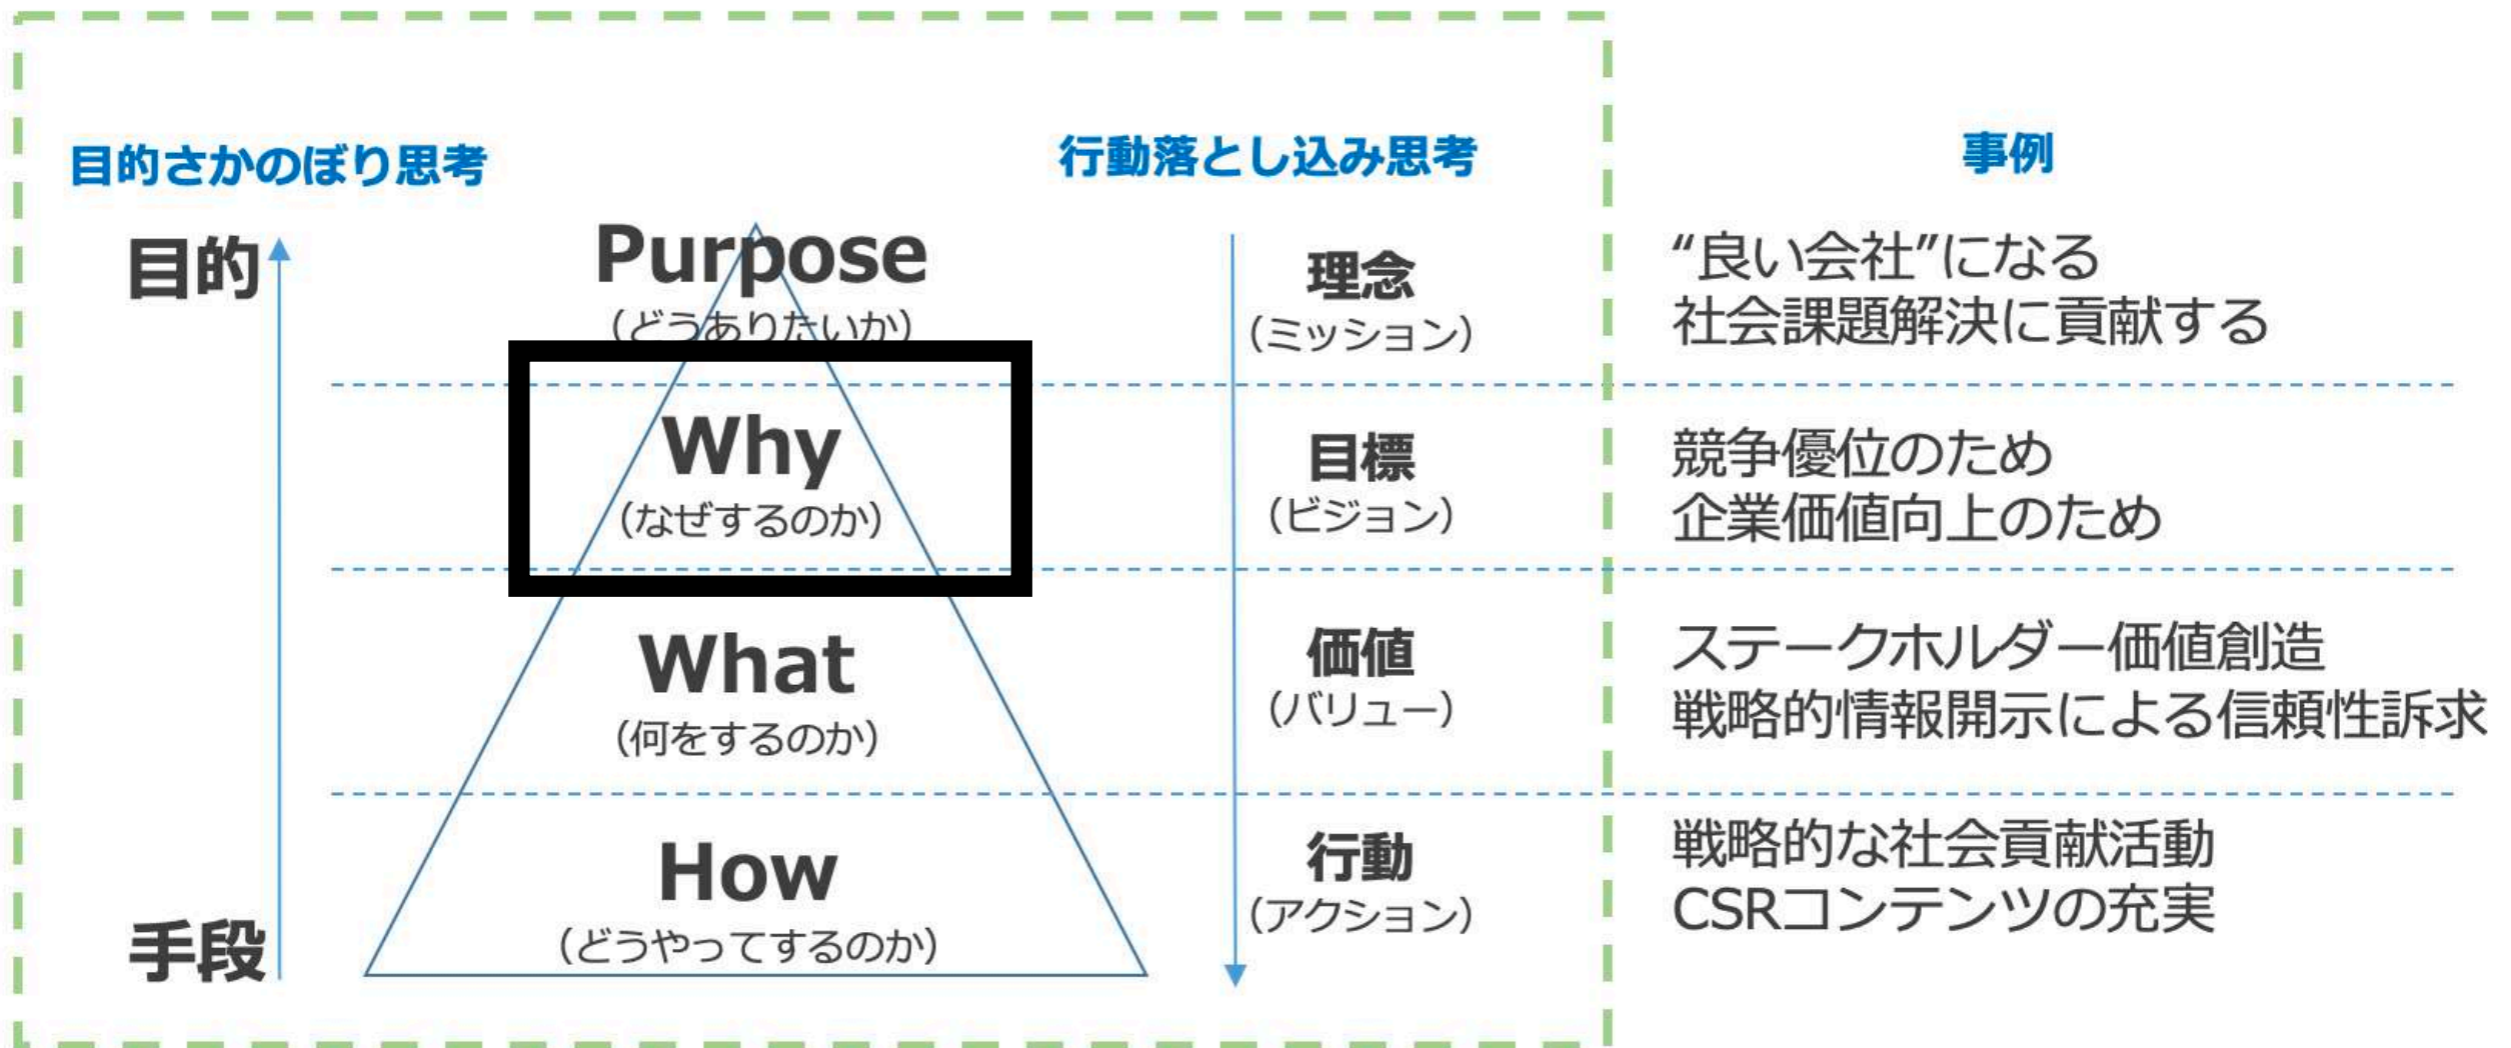 目的さかのぼり思考
行動落とし込み思考
事例
目的
Purpose
（どうありたいか）
理念
（ミッション）
“良い会社”になる
社会課題解決に貢献する
Why
（なぜするのか）
目標
（ビジョン）
競争優位のため
企業価値向上のため
What
（何をするのか）
価値
（バリュー）
ステークホルダー価値創造
戦略的情報開示による信頼性訴求
How
（どうやってするのか）
手段
行動
（アクション）
戦略的な社会貢献活動
CSRコンテンツの充実